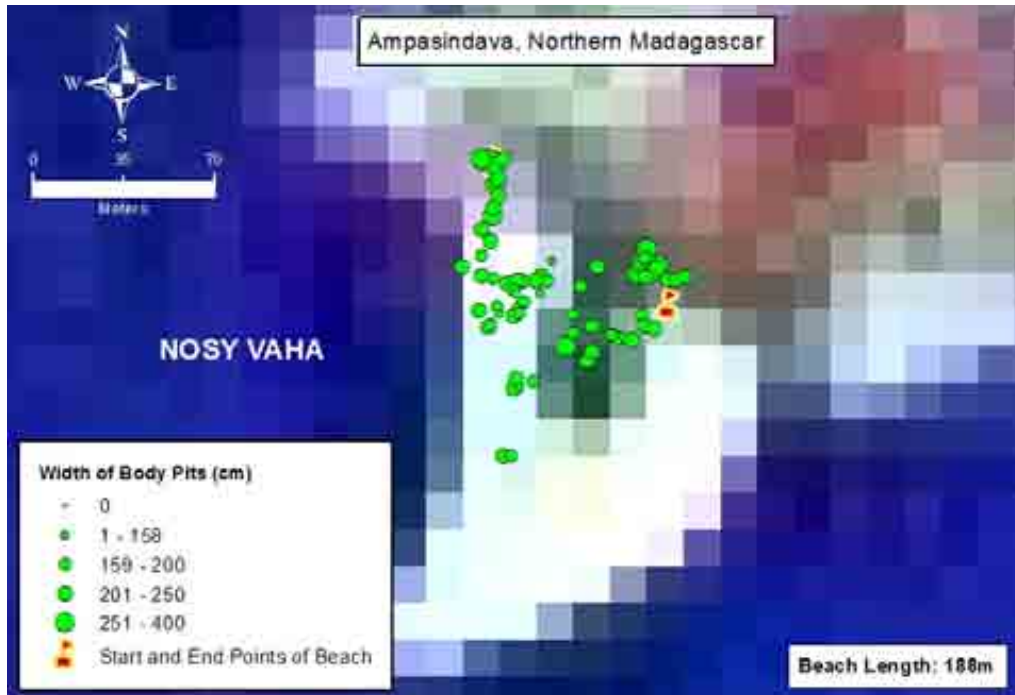 Ampasindava, Northern Madagascar
N
W E
S
0 35 70
Meters
NOSY VAHA
Width of Body Pits (cm)
0
1 - 158
159 - 200
201 - 250
251 - 400
Start and End Points of Beach
Beach Length: 188m